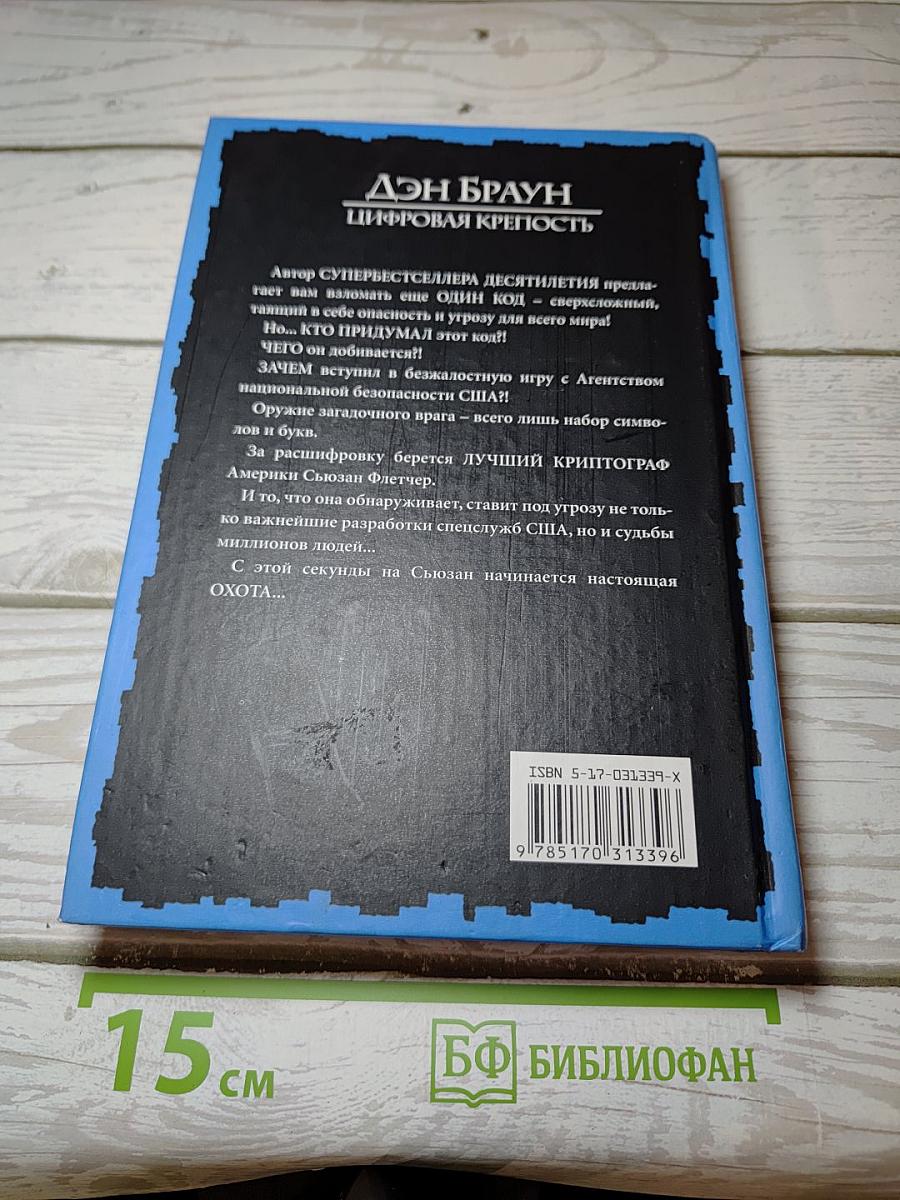 Дэн Браун
ЦИФРОВАЯ КРЕПОСТЬ
Автор СУПЕРБЕСТСЕЛЛЕРА ДЕСЯТИЛЕТИЯ предла-
гает вам взломать еще ОДИН КОД – сверхсложный,
таящий в себе опасность и угрозу для всего мира!
Но... КТО ПРИДУМАЛ этот код?!
ЧЕГО он добивается?!
ЗАЧЕМ вступил в безжалостную игру с Агентством
национальной безопасности США?!
Оружие загадочного врага – всего лишь набор симво-
лов и букв.
За расшифровку берется ЛУЧШИЙ КРИПТОГРАФ
Америки Сьюзан Флетчер.
И то, что она обнаруживает, ставит под угрозу не толь-
ко важнейшие разработки спецслужб США, но и судьбы
миллионов людей...
С этой секунды на Сьюзан начинается настоящая
ОХОТА...
ISBN 5-17-031339-X
9 785170 313396
15 см
БФ БИБЛИОФАН